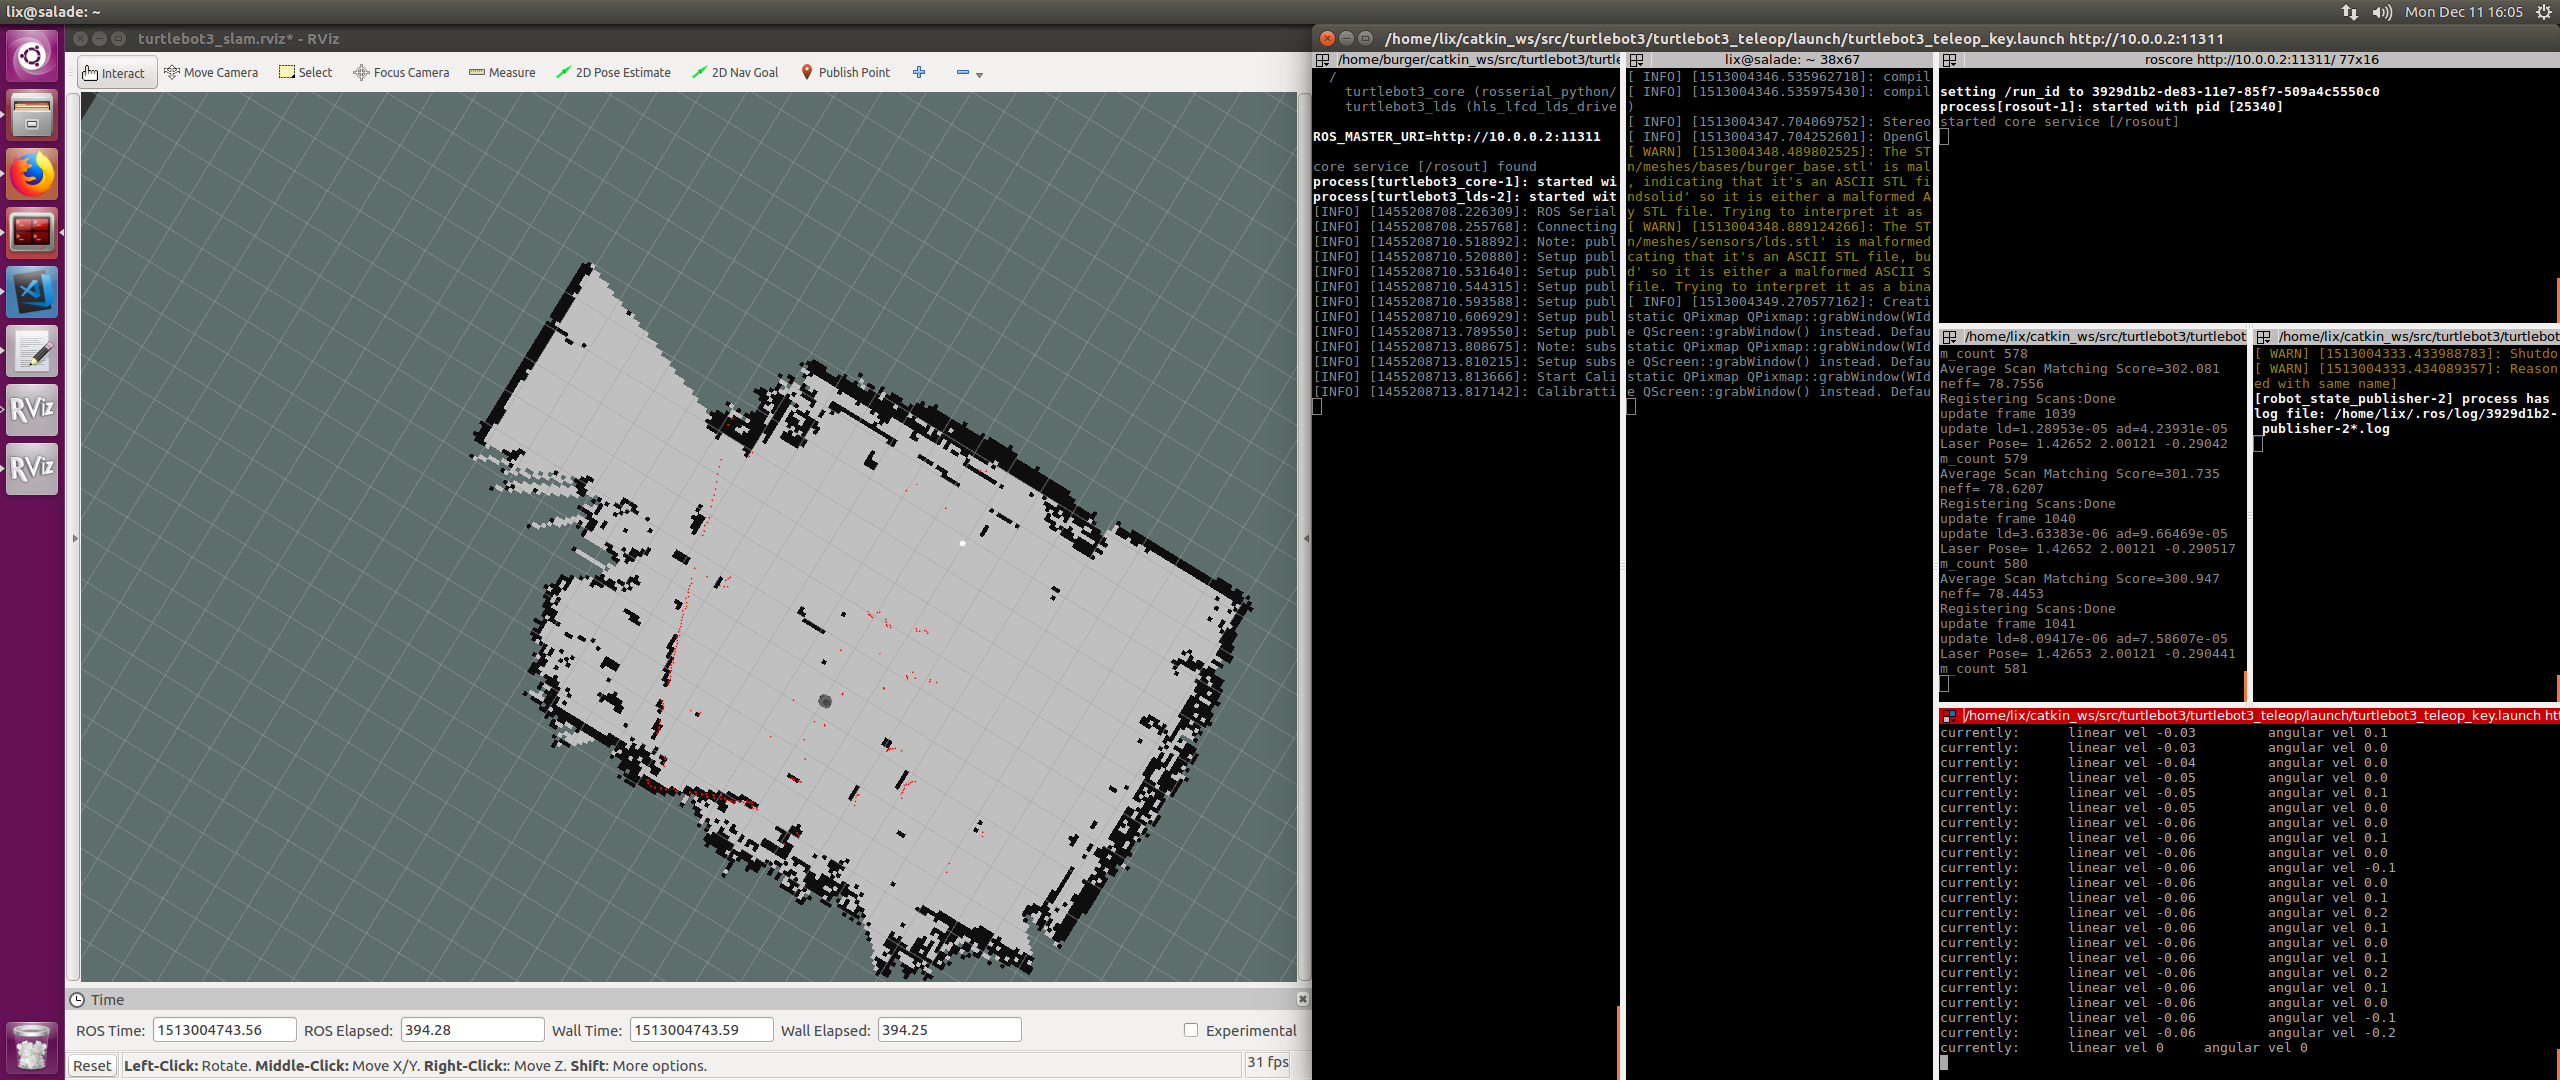 lix@salade: ~
Mon Dec 11 16:05
turtlebot3_slam.rviz* - RViz
Interact
Move Camera
Select
Focus Camera
Measure
2D Pose Estimate
2D Nav Goal
Publish Point
RViz
RViz
Time
ROS Time: 1513004743.56 ROS Elapsed: 394.28 Wall Time: 1513004743.59 Wall Elapsed: 394.25 Experimental
Reset Left-Click: Rotate. Middle-Click: Move X/Y. Right-Click:: Move Z. Shift: More options. 31 fps
/home/lix/catkin_ws/src/turtlebot3/turtlebot3_teleop/launch/turtlebot3_teleop_key.launch http://10.0.0.2:11311
/home/burger/catkin_ws/src/turtlebot3/turtle
/
turtlebot3_core (rosserial_python/
turtlebot3_lds (hls_lfcd_lds_drive
ROS_MASTER_URI=http://10.0.0.2:11311
core service [/rosout] found
process[turtlebot3_core-1]: started wi
process[turtlebot3_lds-2]: started wit
[INFO] [1455208708.226309]: ROS Serial
[INFO] [1455208708.255768]: Connecting
[INFO] [1455208710.518892]: Note: publ
[INFO] [1455208710.520880]: Setup publ
[INFO] [1455208710.531640]: Setup publ
[INFO] [1455208710.544315]: Setup publ
[INFO] [1455208710.593588]: Setup publ
[INFO] [1455208710.606929]: Setup publ
[INFO] [1455208713.789550]: Setup publ
[INFO] [1455208713.808675]: Note: subs
[INFO] [1455208713.810215]: Setup subs
[INFO] [1455208713.813666]: Start Cali
[INFO] [1455208713.817142]: Calibratti
lix@salade: ~ 38x67
[ INFO] [1513004346.535962718]: compil
[ INFO] [1513004346.535975430]: compil
)
[ INFO] [1513004347.704069752]: Stereo
[ INFO] [1513004347.704252601]: OpenGl
[ WARN] [1513004348.489802525]: The ST
n/meshes/bases/burger_base.stl' is mal
, indicating that it's an ASCII STL fi
ndsolid' so it is either a malformed A
y STL file. Trying to interpret it as
[ WARN] [1513004348.889124266]: The ST
n/meshes/sensors/lds.stl' is malformed
cating that it's an ASCII STL file, bu
d' so it is either a malformed ASCII S
file. Trying to interpret it as a bina
[ INFO] [1513004349.270577162]: Creati
static QPixmap QPixmap::grabWindow(WId
e QScreen::grabWindow() instead. Defau
static QPixmap QPixmap::grabWindow(WId
e QScreen::grabWindow() instead. Defau
static QPixmap QPixmap::grabWindow(WId
e QScreen::grabWindow() instead. Defau
roscore http://10.0.0.2:11311/ 77x16
setting /run_id to 3929d1b2-de83-11e7-85f7-509a4c5550c0
process[rosout-1]: started with pid [25340]
started core service [/rosout]
/home/lix/catkin_ws/src/turtlebot3/turtlebot
m_count 578
Average Scan Matching Score=302.081
neff= 78.7556
Registering Scans:Done
update frame 1039
update ld=1.28953e-05 ad=4.23931e-05
Laser Pose= 1.42652 2.00121 -0.29042
m_count 579
Average Scan Matching Score=301.735
neff= 78.6207
Registering Scans:Done
update frame 1040
update ld=3.63383e-06 ad=9.66469e-05
Laser Pose= 1.42652 2.00121 -0.290517
m_count 580
Average Scan Matching Score=300.947
neff= 78.4453
Registering Scans:Done
update frame 1041
update ld=8.09417e-06 ad=7.58607e-05
Laser Pose= 1.42653 2.00121 -0.290441
m_count 581
/home/lix/catkin_ws/src/turtlebot3/turtlebot
[ WARN] [1513004333.433988783]: Shutdo
[ WARN] [1513004333.434089357]: Reason
ed with same name]
[robot_state_publisher-2] process has
log file: /home/lix/.ros/log/3929d1b2-
_publisher-2*.log
/home/lix/catkin_ws/src/turtlebot3/turtlebot3_teleop/launch/turtlebot3_teleop_key.launch htt
currently: linear vel -0.03 angular vel 0.1
currently: linear vel -0.03 angular vel 0.0
currently: linear vel -0.04 angular vel 0.0
currently: linear vel -0.05 angular vel 0.0
currently: linear vel -0.05 angular vel 0.1
currently: linear vel -0.05 angular vel 0.0
currently: linear vel -0.06 angular vel 0.0
currently: linear vel -0.06 angular vel 0.1
currently: linear vel -0.06 angular vel 0.0
currently: linear vel -0.06 angular vel -0.1
currently: linear vel -0.06 angular vel 0.0
currently: linear vel -0.06 angular vel 0.1
currently: linear vel -0.06 angular vel 0.2
currently: linear vel -0.06 angular vel 0.1
currently: linear vel -0.06 angular vel 0.0
currently: linear vel -0.06 angular vel 0.1
currently: linear vel -0.06 angular vel 0.2
currently: linear vel -0.06 angular vel 0.1
currently: linear vel -0.06 angular vel 0.0
currently: linear vel -0.06 angular vel -0.1
currently: linear vel -0.06 angular vel -0.2
currently: linear vel 0 angular vel 0